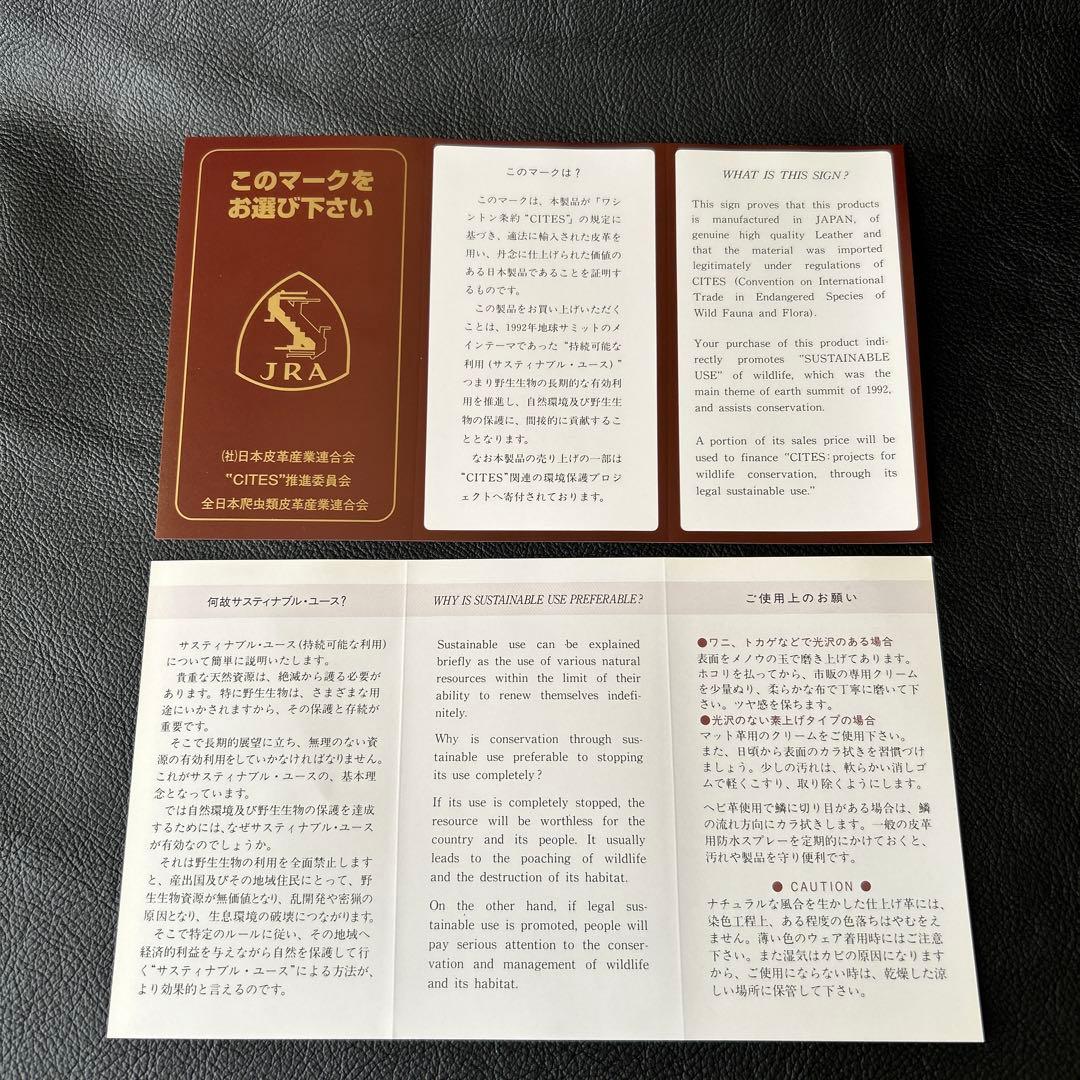 このマークを
お選び下さい
JRA
(社)日本皮革産業連合会
“CITES”推進委員会
全日本爬虫類皮革産業連合会
このマークは？
このマークは、本製品が「ワシ
ントン条約“CITES”」の規定に
基づき、適法に輸入された皮革を
用い、丹念に仕上げられた価値の
ある日本製品であることを証明す
るものです。
この製品をお買い上げいただく
ことは、1992年地球サミットのメ
インテーマであった“持続可能な
利用(サスティナブル・ユース)”
つまり野生生物の長期的な有効利
用を推進し、自然環境及び野生生
物の保護に、間接的に貢献するこ
ととなります。
なお本製品の売り上げの一部は
“CITES”関連の環境保護プロジ
ェクトへ寄付されております。
WHAT IS THIS SIGN?
This sign proves that this products
is manufactured in JAPAN, of
genuine high quality Leather and
that the material was imported
legitimately under regulations of
CITES (Convention on International
Trade in Endangered Species of
Wild Fauna and Flora).
Your purchase of this product indi-
rectly promotes "SUSTAINABLE
USE" of wildlife, which was the
main theme of earth summit of 1992,
and assists conservation.
A portion of its sales price will be
used to finance "CITES: projects for
wildlife conservation, through its
legal sustainable use."
何故サスティナブル・ユース?
サスティナブル・ユース(持続可能な利用)
について簡単に説明いたします。
貴重な天然資源は、絶滅から護る必要が
あります。特に野生生物は、さまざまな用
途にいかされますから、その保護と存続が
重要です。
そこで長期的展望に立ち、無理のない資
源の有効利用をしていかなければなりません。
これがサスティナブル・ユースの、基本理
念となっています。
では自然環境及び野生生物の保護を達成
するためには、なぜサスティナブル・ユース
が有効なのでしょうか。
それは野生生物の利用を全面禁止します
と、産出国及びその地域住民にとって、野
生生物資源が無価値となり、乱開発や密猟の
原因となり、生息環境の破壊につながります。
そこで特定のルールに従い、その地域へ
経済的利益を与えながら自然を保護して行
く“サスティナブル・ユース”による方法が、
より効果的と言えるのです。
WHY IS SUSTAINABLE USE PREFERABLE?
Sustainable use can be explained
briefly as the use of various natural
resources within the limit of their
ability to renew themselves indefi-
nitely.
Why is conservation through sus-
tainable use preferable to stopping
its use completely?
If its use is completely stopped, the
resource will be worthless for the
country and its people. It usually
leads to the poaching of wildlife
and the destruction of its habitat.
On the other hand, if legal sus-
tainable use is promoted, people will
pay serious attention to the conser-
vation and management of wildlife
and its habitat.
ご使用上のお願い
●ワニ、トカゲなどで光沢のある場合
表面をメノウの玉で磨き上げてあります。
ホコリを払ってから、市販の専用クリーム
を少量ぬり、柔らかな布で丁寧に磨いて下
さい。ツヤ感を保ちます。
●光沢のない素上げタイプの場合
マット革用のクリームをご使用下さい。
また、日頃から表面のカラ拭きを習慣づけ
ましょう。少しの汚れは、軟らかい消しゴ
ムで軽くこすり、取り除くようにします。
ヘビ革使用で鱗に切り目がある場合は、鱗
の流れ方向にカラ拭きします。一般の皮革
用防水スプレーを定期的にかけておくと、
汚れや製品を守り便利です。
● CAUTION ●
ナチュラルな風合を生かした仕上げ革には、
染色工程上、ある程度の色落ちはやむをえ
ません。薄い色のウェア着用時にはご注意
下さい。また湿気はカビの原因になります
から、ご使用にならない時は、乾燥した涼
しい場所に保管して下さい。